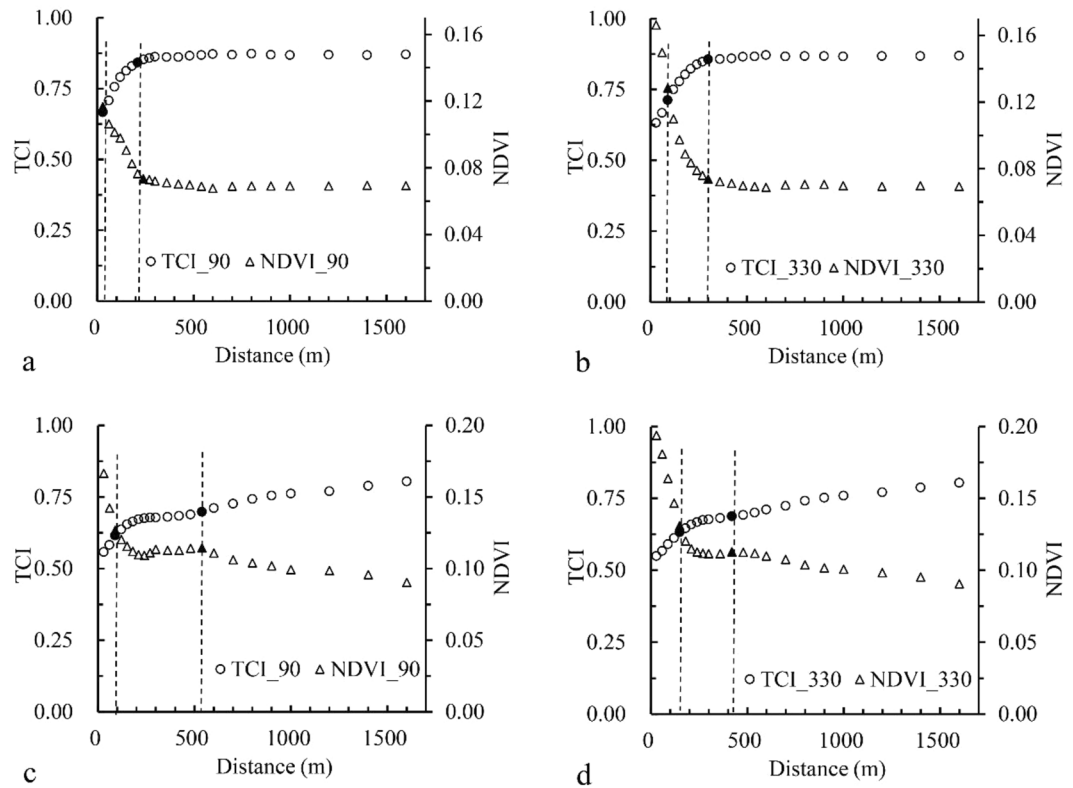 1.00
0.75
0.50
0.25
0.00
TCI
0.16
0.12
0.08
0.04
0.00
NDVI
TCI_90 NDVI_90
0 500 1000 1500
Distance (m)
a
1.00
0.75
0.50
0.25
0.00
TCI
0.16
0.12
0.08
0.04
0.00
NDVI
TCI_330 NDVI_330
0 500 1000 1500
Distance (m)
b
1.00
0.75
0.50
0.25
0.00
TCI
0.20
0.15
0.10
0.05
0.00
NDVI
TCI_90 NDVI_90
0 500 1000 1500
Distance (m)
c
1.00
0.75
0.50
0.25
0.00
TCI
0.20
0.15
0.10
0.05
0.00
NDVI
TCI_330 NDVI_330
0 500 1000 1500
Distance (m)
d